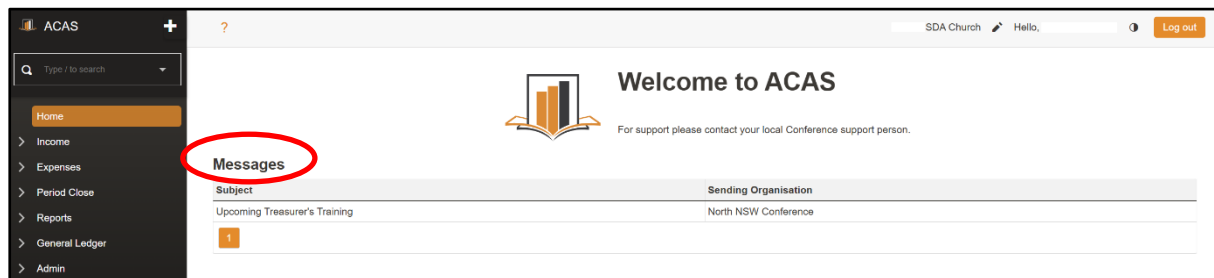 ACAS
Type / to search
Home
Income
Expenses
Period Close
Reports
General Ledger
Admin
?
SDA Church Hello, Log out
Welcome to ACAS
For support please contact your local Conference support person.
Messages
Subject Sending Organisation
Upcoming Treasurer's Training North NSW Conference
1